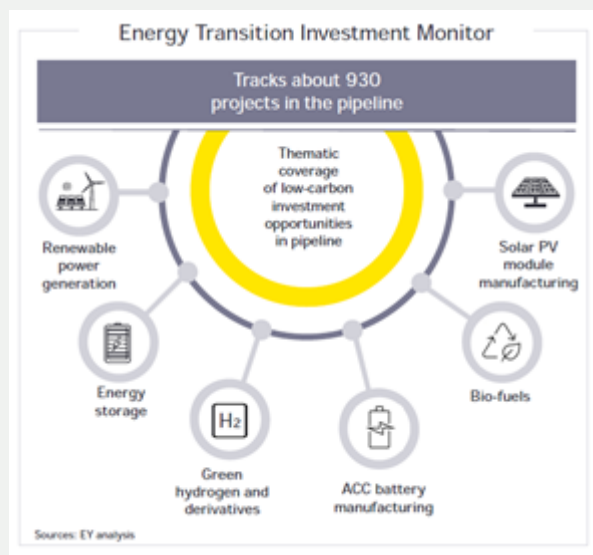 Energy Transition Investment Monitor
Tracks about 930
projects in the pipeline
Thematic
coverage
of low-carbon
investment
opportunities
in pipeline
Renewable
power
generation
Solar PV
module
manufacturing
Energy
storage
Bio-fuels
H2
Green
hydrogen and
derivatives
ACC battery
manufacturing
Sources: EY analysis